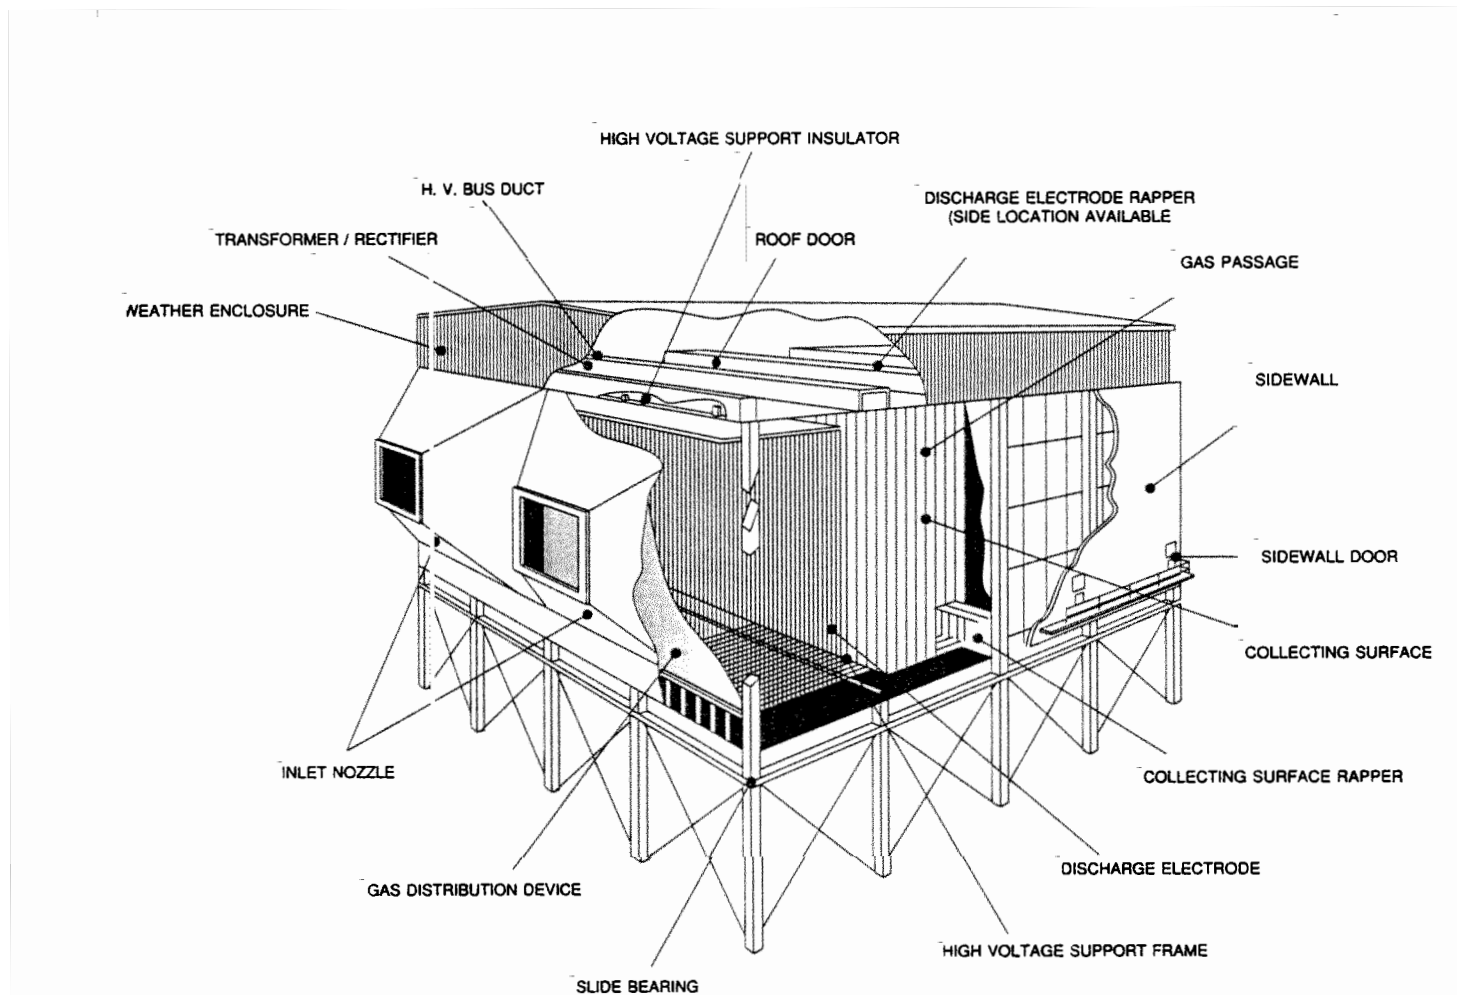 HIGH VOLTAGE SUPPORT INSULATOR
H. V. BUS DUCT
DISCHARGE ELECTRODE RAPPER
(SIDE LOCATION AVAILABLE
TRANSFORMER / RECTIFIER
ROOF DOOR
GAS PASSAGE
WEATHER ENCLOSURE
SIDEWALL
SIDEWALL DOOR
COLLECTING SURFACE
INLET NOZZLE
COLLECTING SURFACE RAPPER
DISCHARGE ELECTRODE
GAS DISTRIBUTION DEVICE
HIGH VOLTAGE SUPPORT FRAME
SLIDE BEARING